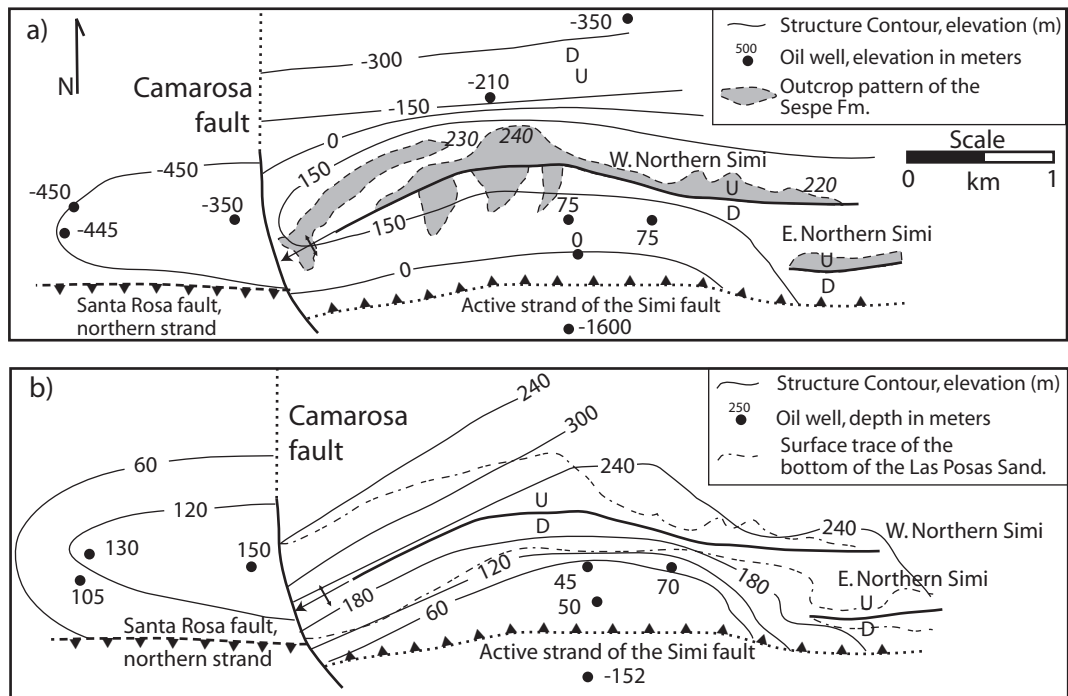 a)
N
Camarosa
fault
-350
-300
D
U
-210
-150
0
150
230
240
W. Northern Simi
220
U
D
-450
-450
-445
-350
150
75
75
0
0
E. Northern Simi
U
D
Santa Rosa fault,
northern strand
Active strand of the Simi fault
-1600
Structure Contour, elevation (m)
500
Oil well, elevation in meters
Outcrop pattern of the
Sespe Fm.
Scale
0 km 1
b)
Camarosa
fault
240
300
240
60
120
130
105
150
U
D
240
W. Northern Simi
180
120
60
45
50
70
180
E. Northern Simi
U
D
Santa Rosa fault,
northern strand
Active strand of the Simi fault
-152
Structure Contour, elevation (m)
250
Oil well, depth in meters
Surface trace of the
bottom of the Las Posas Sand.